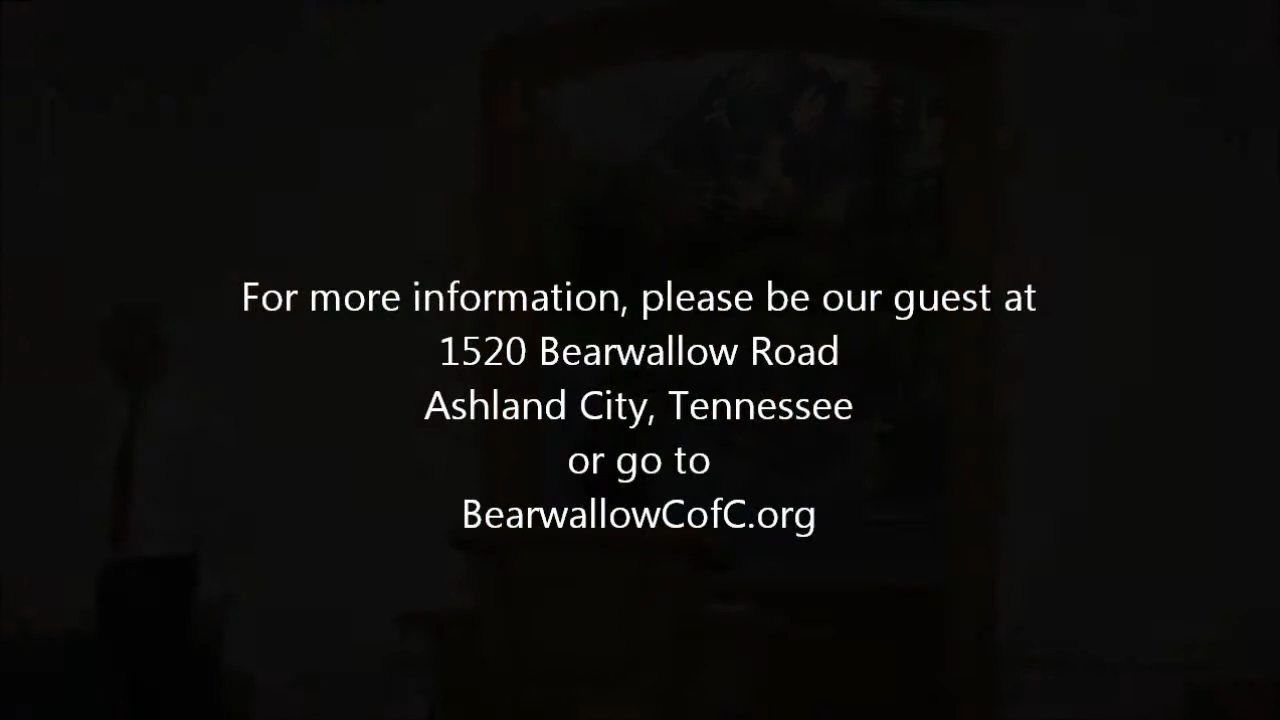 For more information, please be our guest at
1520 Bearwallow Road
Ashland City, Tennessee
or go to
BearwallowCofC.org